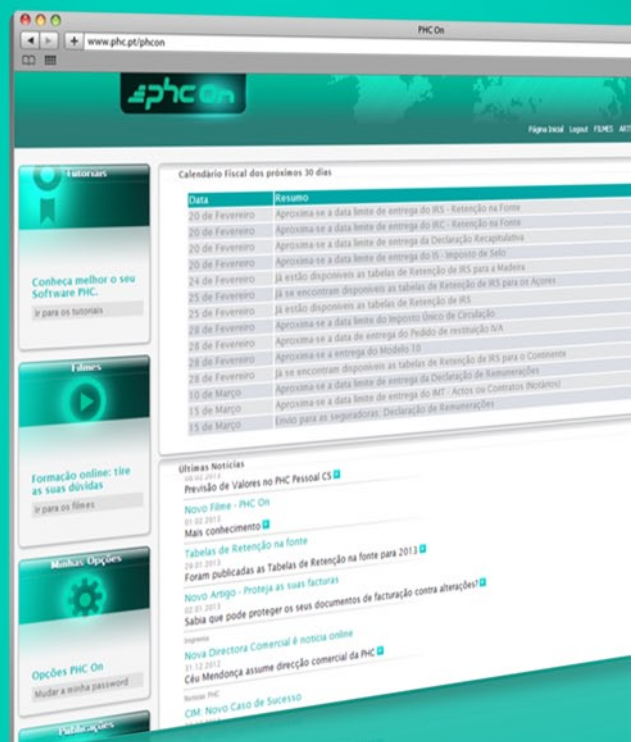 PHC On
www.phc.pt/phcon
phc on
Página Inicial Logout FILMES
Tutoriais
Conheça melhor o seu
Software PHC.
Ir para os tutoriais
Filmes
Formação online: tire
as suas dúvidas
Ir para os filmes
Minhas Opções
Opções PHC On
Mudar a minha password
Publicações
Calendário Fiscal dos próximos 30 dias
Data Resumo
20 de Fevereiro Aproxima-se a data limite de entrega do IRS - Retenção na Fonte
20 de Fevereiro Aproxima-se a data limite de entrega do IRC - Retenção na Fonte
20 de Fevereiro Aproxima-se a data limite de entrega da Declaração Recapitulativa
20 de Fevereiro Aproxima-se a data limite de entrega do IS - Imposto de Selo
24 de Fevereiro Já estão disponíveis as tabelas de Retenção de IRS para a Madeira
25 de Fevereiro Já se encontram disponíveis as tabelas de Retenção de IRS para os Açores
25 de Fevereiro Já estão disponíveis as tabelas de Retenção de IRS
28 de Fevereiro Aproxima-se a data limite do Imposto Único de Circulação
28 de Fevereiro Aproxima-se a data de entrega do Pedido de restituição IVA
28 de Fevereiro Aproxima-se a entrega do Modelo 10
28 de Fevereiro Já se encontram disponíveis as tabelas de Retenção de IRS para o Continente
10 de Março Aproxima-se a data limite de entrega da Declaração de Remunerações
15 de Março Aproxima-se a data limite de entrega do IMT - Actos ou Contratos (Notários)
15 de Março Envio para as seguradoras: Declaração de Remunerações
Últimas Notícias
08.02.2013
Previsão de Valores no PHC Pessoal CS
Novo Filme - PHC On
01.02.2013
Mais conhecimento
Tabelas de Retenção na fonte
29.01.2013
Foram publicadas as Tabelas de Retenção na fonte para 2013
Novo Artigo - Proteja as suas facturas
02.01.2013
Sabia que pode proteger os seus documentos de facturação contra alterações?
Imprensa
Nova Directora Comercial é notícia online
31.12.2012
Céu Mendonça assume direcção comercial da PHC
Notícias PHC
CIM: Novo Caso de Sucesso